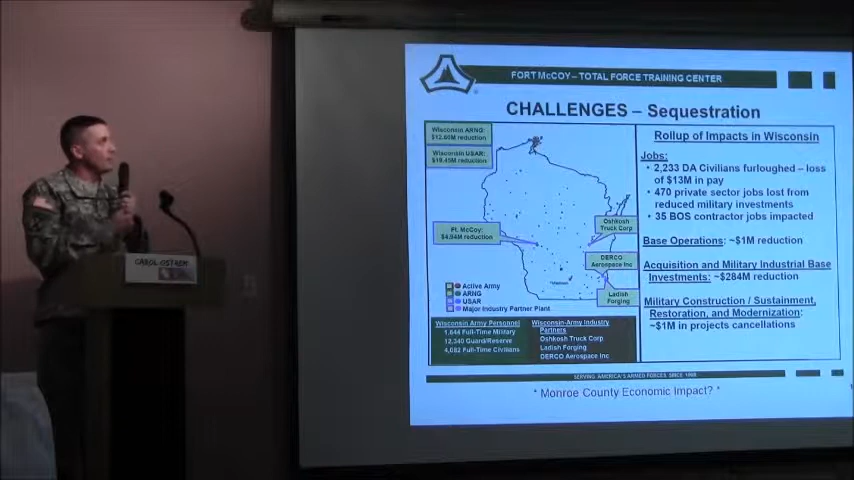 FORT McCOY – TOTAL FORCE TRAINING CENTER
CHALLENGES – Sequestration
Wisconsin ARNG:
$12.60M reduction
Wisconsin USAR:
$19.45M reduction
Ft. McCoy:
$4.94M reduction
Oshkosh
Truck Corp
DERCO
Aerospace Inc
Ladish
Forging
Active Army
ARNG
USAR
Major Industry Partner Plant
Wisconsin Army Personnel
1,644 Full-Time Military
12,340 Guard/Reserve
4,082 Full-Time Civilians
Wisconsin-Army Industry
Partners
Oshkosh Truck Corp
Ladish Forging
DERCO Aerospace Inc
Rollup of Impacts in Wisconsin
Jobs:
• 2,233 DA Civilians furloughed – loss
of $13M in pay
• 470 private sector jobs lost from
reduced military investments
• 35 BOS contractor jobs impacted
Base Operations: ~$1M reduction
Acquisition and Military Industrial Base
Investments: ~$284M reduction
Military Construction / Sustainment,
Restoration, and Modernization:
~$1M in projects cancellations
SERVING AMERICA'S ARMED FORCES SINCE 1909
* Monroe County Economic Impact? *
CAROL OSTREM